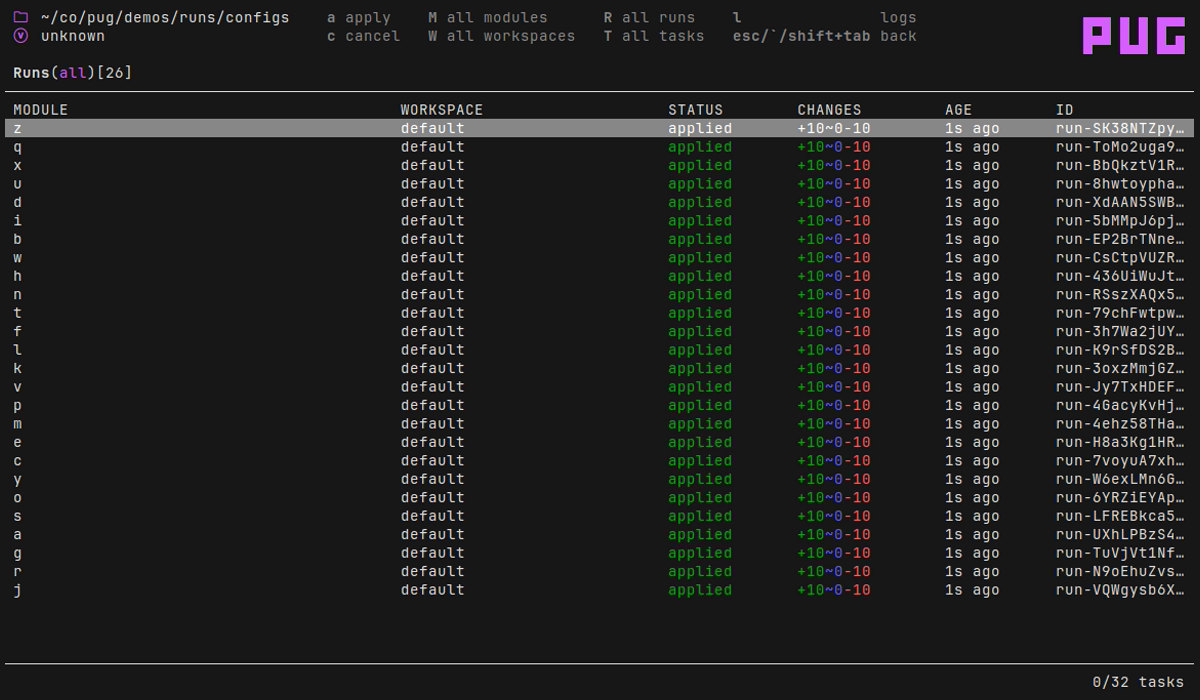 ~/co/pug/demos/runs/configs a apply M all modules R all runs l logs
v unknown c cancel W all workspaces T all tasks esc/`/shift+tab back
PUG
Runs(all)[26]
MODULE WORKSPACE STATUS CHANGES AGE ID
z default applied +10~0-10 1s ago run-SK38NTZpy…
q default applied +10~0-10 1s ago run-ToMo2uga9…
x default applied +10~0-10 1s ago run-BbQkztV1R…
u default applied +10~0-10 1s ago run-8hwtoypha…
d default applied +10~0-10 1s ago run-XdAAN5SWB…
i default applied +10~0-10 1s ago run-5bMMpJ6pj…
b default applied +10~0-10 1s ago run-EP2BrTNne…
w default applied +10~0-10 1s ago run-CsCtpVUZR…
h default applied +10~0-10 1s ago run-436UiWuJt…
n default applied +10~0-10 1s ago run-RSszXAQx5…
t default applied +10~0-10 1s ago run-79chFwtpw…
f default applied +10~0-10 1s ago run-3h7Wa2jUY…
l default applied +10~0-10 1s ago run-K9rSfDS2B…
k default applied +10~0-10 1s ago run-3oxzMmjGZ…
v default applied +10~0-10 1s ago run-Jy7TxHDEF…
p default applied +10~0-10 1s ago run-4GacyKvHj…
m default applied +10~0-10 1s ago run-4ehz58THa…
e default applied +10~0-10 1s ago run-H8a3Kg1HR…
c default applied +10~0-10 1s ago run-7voyuA7xh…
y default applied +10~0-10 1s ago run-W6exLMn6G…
o default applied +10~0-10 1s ago run-6YRZiEYAp…
s default applied +10~0-10 1s ago run-LFREBkca5…
a default applied +10~0-10 1s ago run-UXhLPBzS4…
g default applied +10~0-10 1s ago run-TuVjVt1Nf…
r default applied +10~0-10 1s ago run-N9oEhuZvs…
j default applied +10~0-10 1s ago run-VQWgysb6X…
0/32 tasks